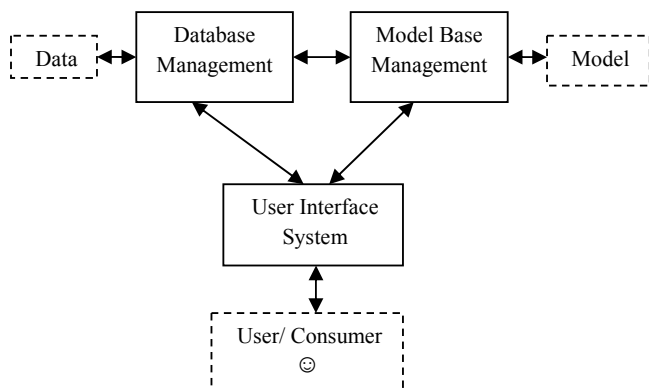 Data
Database
Management
Model Base
Management
Model
User Interface
System
User/ Consumer
☺